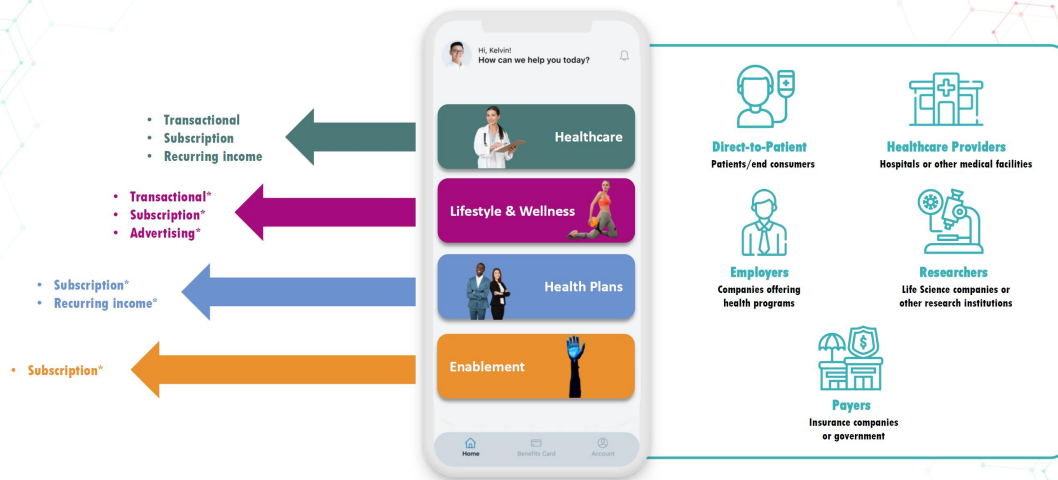 Hi, Kelvin!
How can we help you today?
Healthcare
Lifestyle & Wellness
Health Plans
Enablement
Home
Benefits Card
Account
• Transactional
• Subscription
• Recurring income
• Transactional*
• Subscription*
• Advertising*
• Subscription*
• Recurring income*
• Subscription*
Direct-to-Patient
Patients/end consumers
Healthcare Providers
Hospitals or other medical facilities
Employers
Companies offering
health programs
Researchers
Life Science companies or
other research institutions
$
Payers
Insurance companies
or government